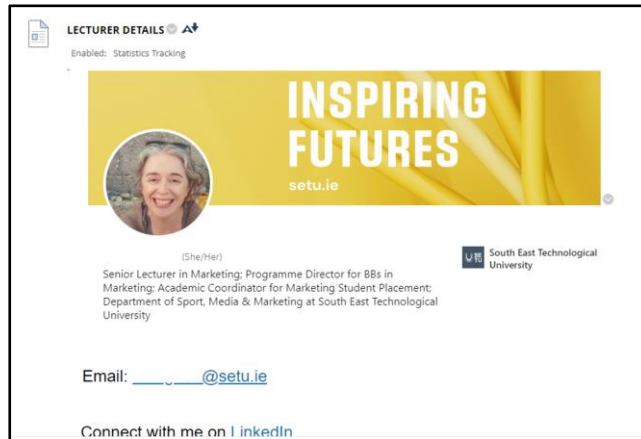 LECTURER DETAILS
Enabled: Statistics Tracking
INSPIRING
FUTURES
setu.ie
(She/Her)
South East Technological
University
Senior Lecturer in Marketing; Programme Director for BBs in
Marketing; Academic Coordinator for Marketing Student Placement;
Department of Sport, Media & Marketing at South East Technological
University
Email: @setu.ie
Connect with me on LinkedIn